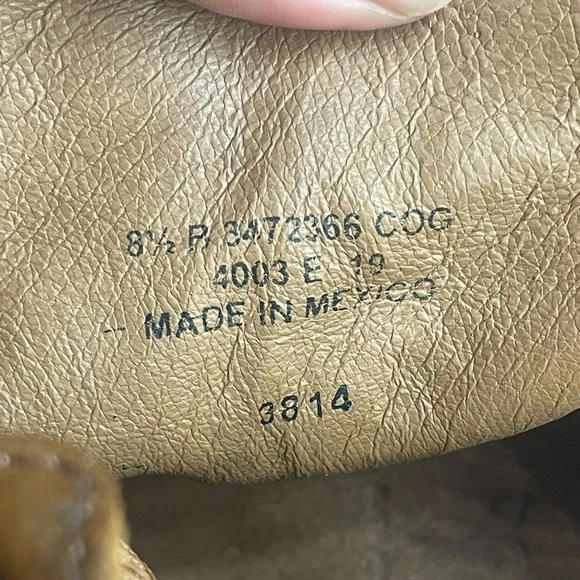 8½ B 3472366 COG
4003 E 19
MADE IN MEXICO
3814